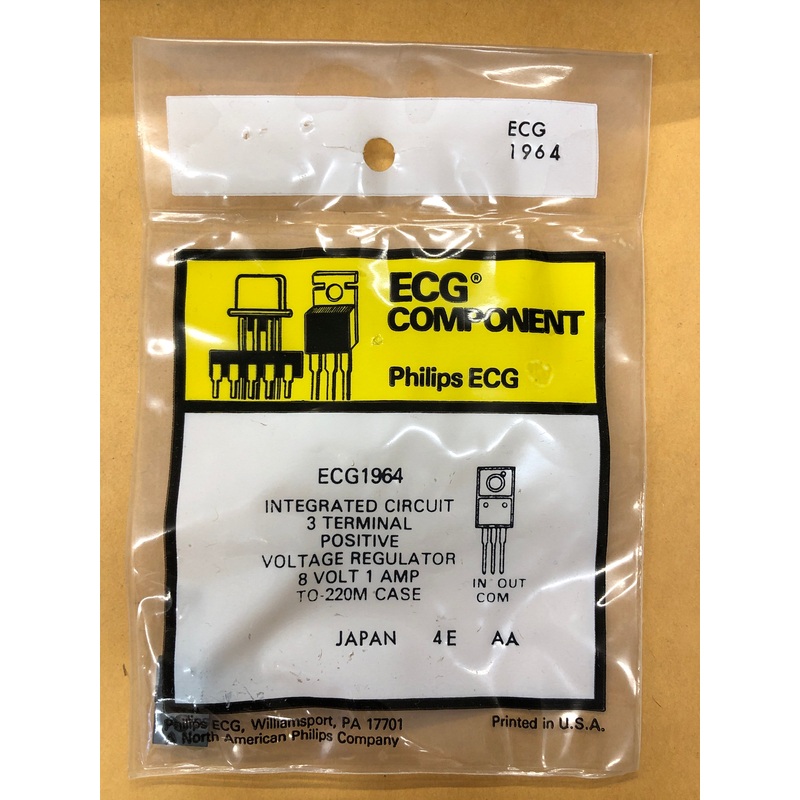 ECG
1964
ECG®
COMPONENT
Philips ECG
ECG1964
INTEGRATED CIRCUIT
3 TERMINAL
POSITIVE
VOLTAGE REGULATOR
8 VOLT 1 AMP
TO-220M CASE
IN OUT
COM
JAPAN 4E AA
Philips ECG, Williamsport, PA 17701
North American Philips Company
Printed in U.S.A.